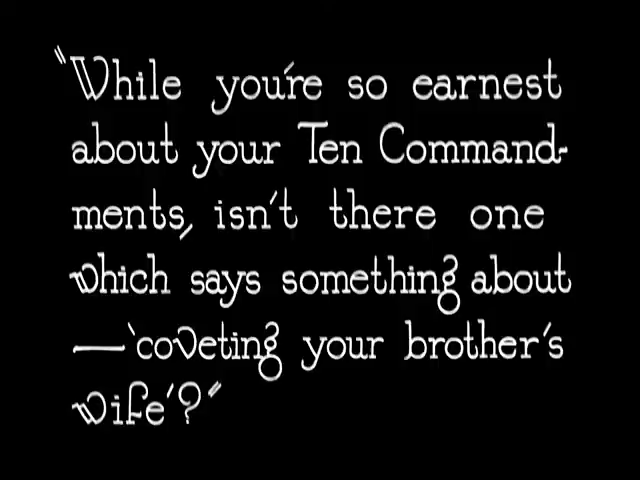 "While you're so earnest
about your Ten Command-
ments, isn't there one
which says something about
—'coveting your brother's
wife'?"